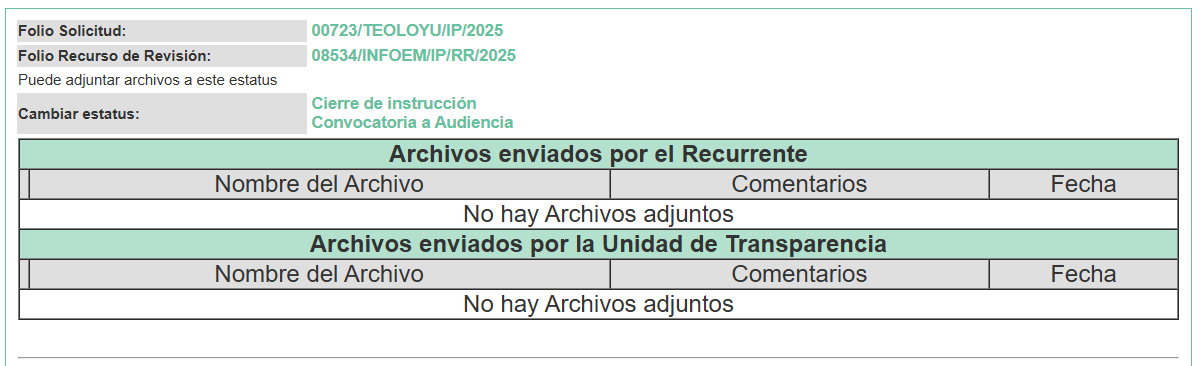 Folio Solicitud: 00723/TEOLOYU/IP/2025
Folio Recurso de Revisión: 08534/INFOEM/IP/RR/2025
Puede adjuntar archivos a este estatus
Cambiar estatus: Cierre de instrucción
Convocatoria a Audiencia
Archivos enviados por el Recurrente
Nombre del Archivo Comentarios Fecha
No hay Archivos adjuntos
Archivos enviados por la Unidad de Transparencia
Nombre del Archivo Comentarios Fecha
No hay Archivos adjuntos